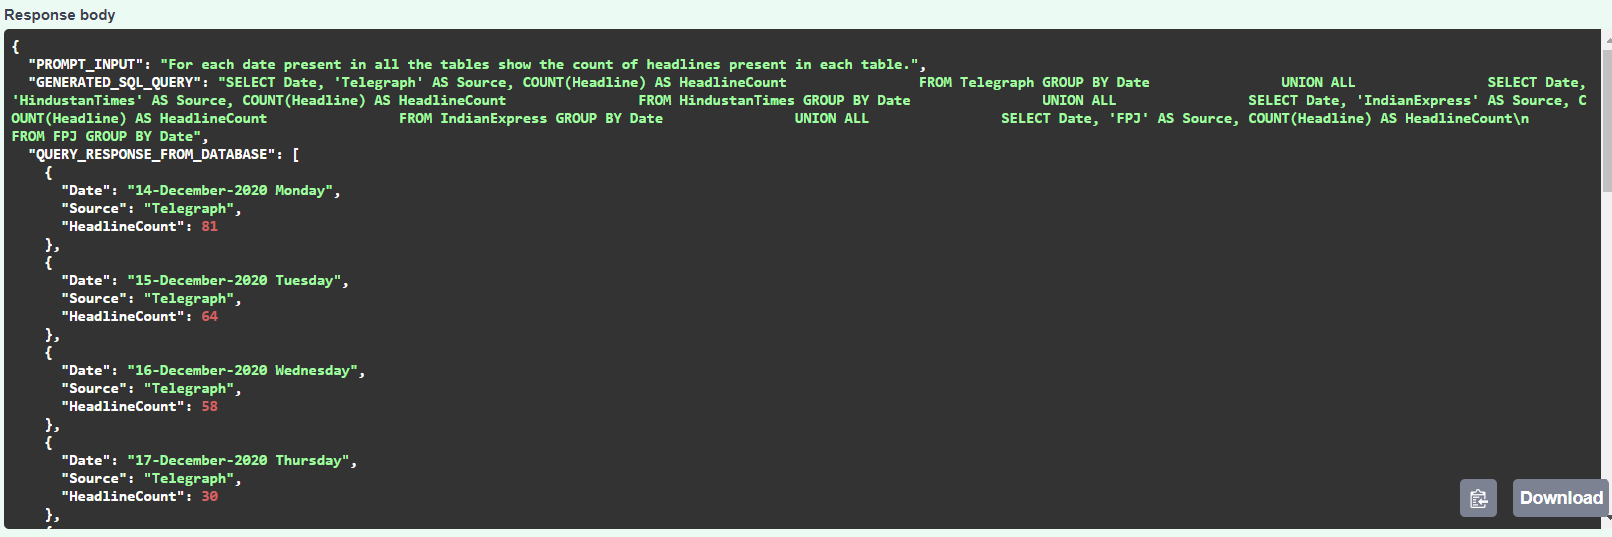 Response body
{
"PROMPT_INPUT": "For each date present in all the tables show the count of headlines present in each table.",
"GENERATED_SQL_QUERY": "SELECT Date, 'Telegraph' AS Source, COUNT(Headline) AS HeadlineCount FROM Telegraph GROUP BY Date UNION ALL SELECT Date,
'HindustanTimes' AS Source, COUNT(Headline) AS HeadlineCount FROM HindustanTimes GROUP BY Date UNION ALL SELECT Date, 'IndianExpress' AS Source, C
OUNT(Headline) AS HeadlineCount FROM IndianExpress GROUP BY Date UNION ALL SELECT Date, 'FPJ' AS Source, COUNT(Headline) AS HeadlineCount\n
FROM FPJ GROUP BY Date",
"QUERY_RESPONSE_FROM_DATABASE": [
{
"Date": "14-December-2020 Monday",
"Source": "Telegraph",
"HeadlineCount": 81
},
{
"Date": "15-December-2020 Tuesday",
"Source": "Telegraph",
"HeadlineCount": 64
},
{
"Date": "16-December-2020 Wednesday",
"Source": "Telegraph",
"HeadlineCount": 58
},
{
"Date": "17-December-2020 Thursday",
"Source": "Telegraph",
"HeadlineCount": 30
},
Download